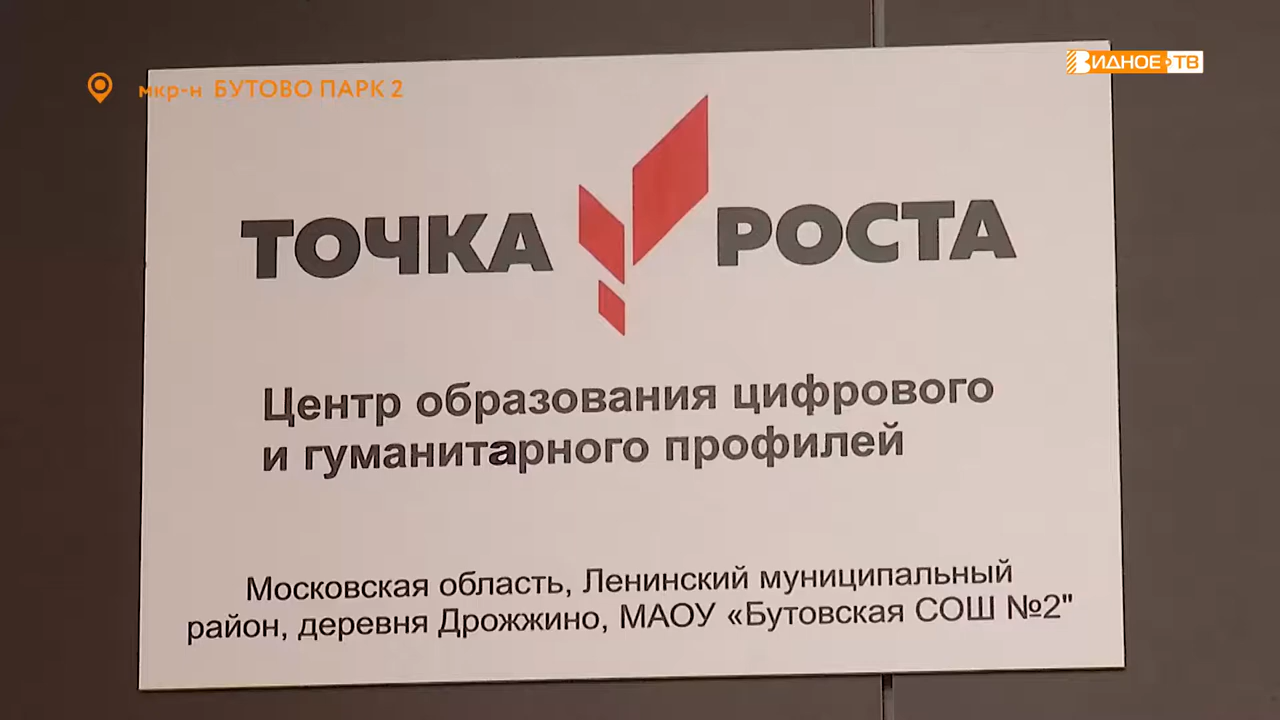 мкр-н БУТОВО ПАРК 2
ВИДНОЕ ТВ
ТОЧКА РОСТА
Центр образования цифрового
и гуманитарного профилей
Московская область, Ленинский муниципальный
район, деревня Дрожжино, МАОУ «Бутовская СОШ №2"